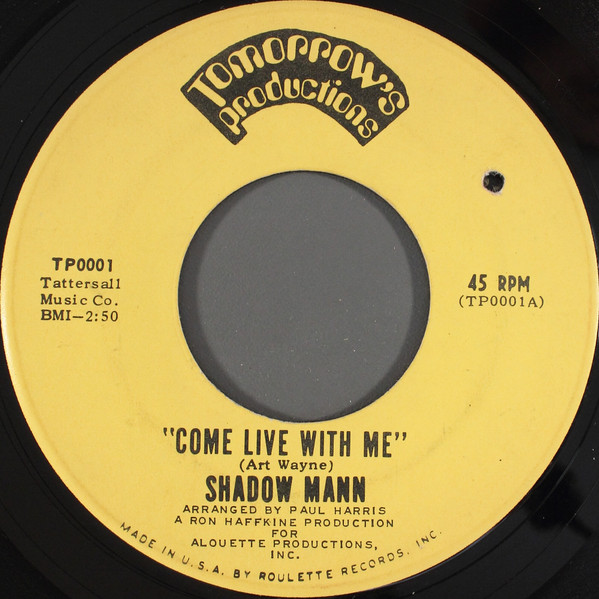 Tomorrow's
productions
TP0001
Tattersall
Music Co.
BMI—2:50
45 RPM
(TP0001A)
"COME LIVE WITH ME"
(Art Wayne)
SHADOW MANN
ARRANGED BY PAUL HARRIS
A RON HAFFKINE PRODUCTION
FOR
ALOUETTE PRODUCTIONS,
INC.
MADE IN U.S.A. BY ROULETTE RECORDS, INC.